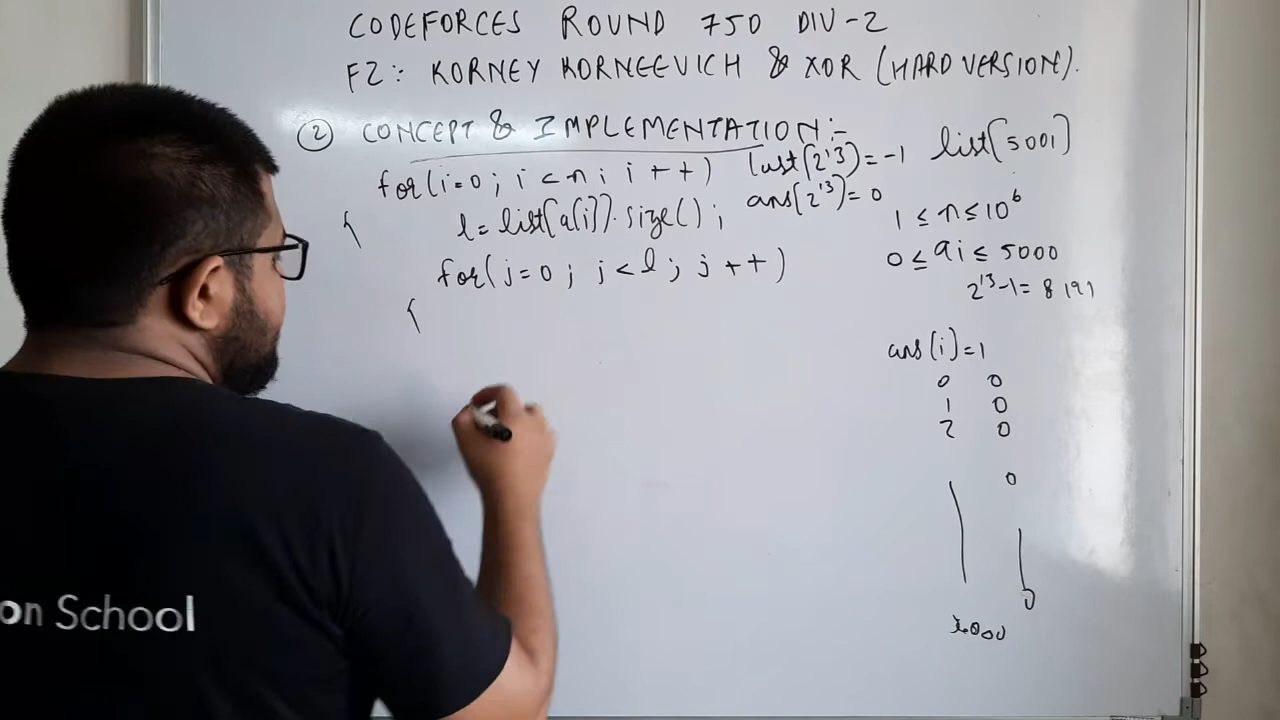 CODEFORCES ROUND 750 DIV-2
F2:- KORNEY KORNEEVICH & XOR (HARD VERSION).
② CONCEPT & IMPLEMENTATION:-
for(i=0; i<n; i++) last[2^13]=-1 list[5001]
{ l=list[a[i]].size(); ans[2^13]=0
1 ≤ n ≤ 10^6
for(j=0; j<l; j++) 0 ≤ ai ≤ 5000
{ 2^13-1=8191
ans[i]=1
0 0
1 0
2 0
0
0
on School